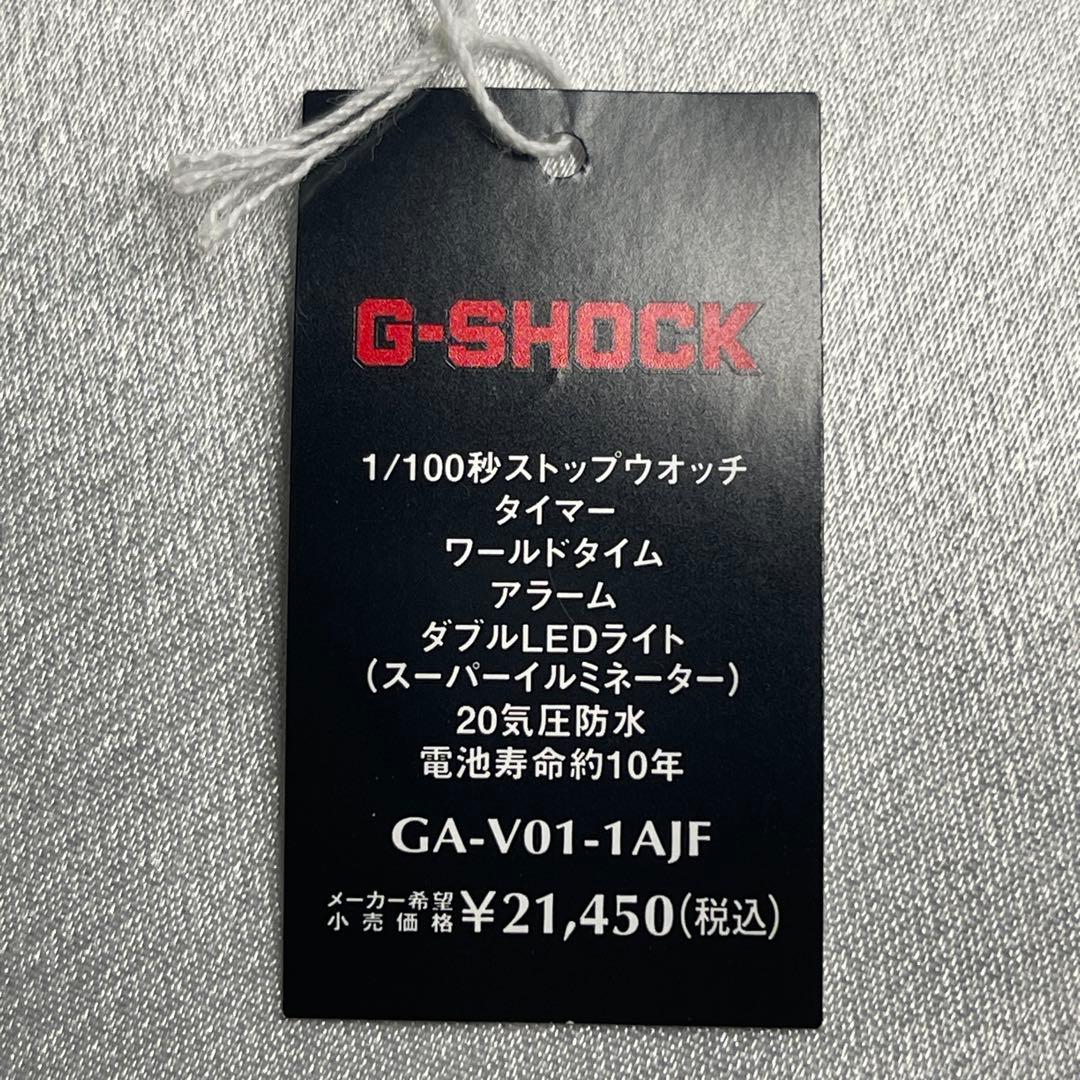 G-SHOCK
1/100秒ストップウオッチ
タイマー
ワールドタイム
アラーム
ダブルLEDライト
(スーパーイルミネーター)
20気圧防水
電池寿命約10年
GA-V01-1AJF
メーカー希望小売価格¥21,450(税込)